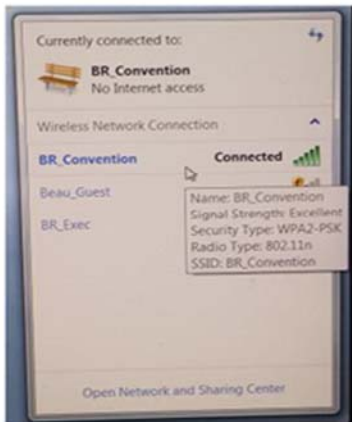 Currently connected to:
BR_Convention
No Internet access
Wireless Network Connection
BR_Convention Connected
Beau_Guest
BR_Exec
Name: BR_Convention
Signal Strength: Excellent
Security Type: WPA2-PSK
Radio Type: 802.11n
SSID: BR_Convention
Open Network and Sharing Center